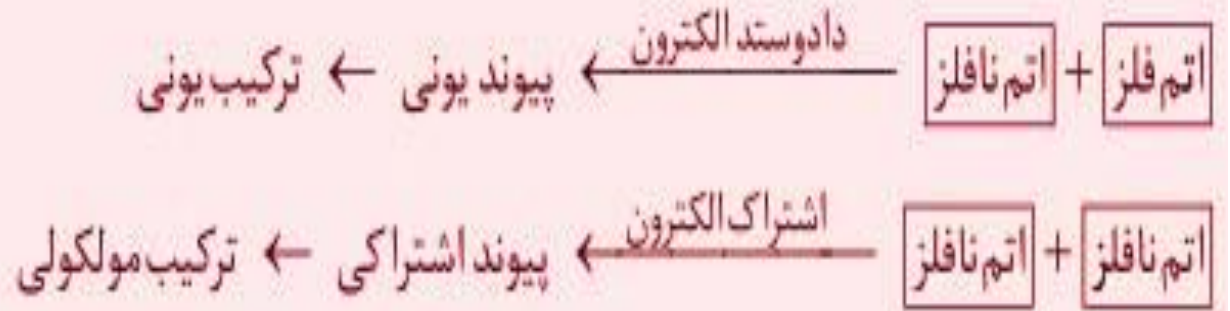 اتم فلز + اتم نافلز ← دادوستد الکترون ← پیوند یونی ← ترکیب یونی
اتم نافلز + اتم نافلز ← اشتراک الکترون ← پیوند اشتراکی ← ترکیب مولکولی